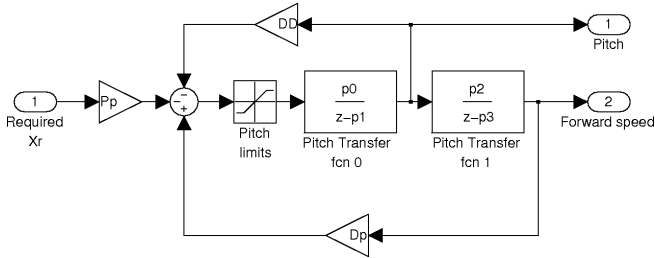 DD
1
Pitch
1
Required
Xr
Pp
−
−
+
Pitch
limits
p0
z−p1
Pitch Transfer
fcn 0
p2
z−p3
Pitch Transfer
fcn 1
2
Forward speed
Dp